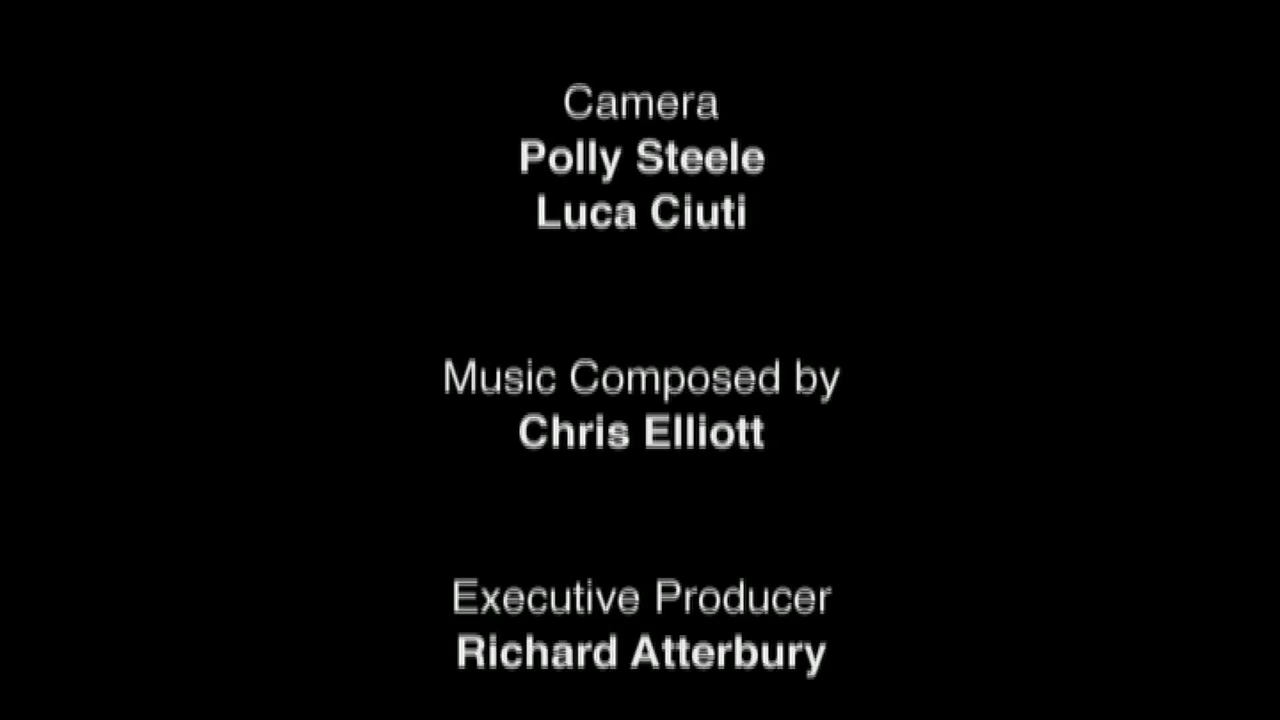 Camera
Polly Steele
Luca Ciuti
Music Composed by
Chris Elliott
Executive Producer
Richard Atterbury